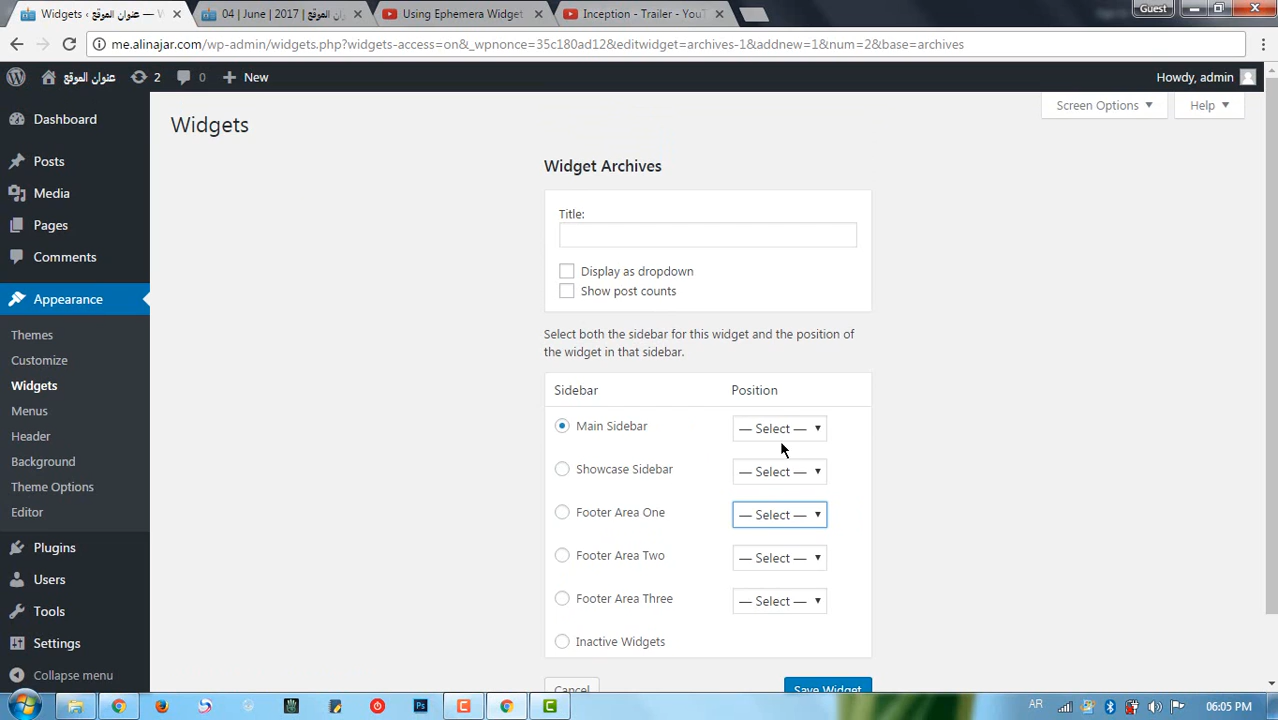 Widgets ‹ عنوان الموقع — W
04 | June | 2017 | عنوان الموقع
Using Ephemera Widget
Inception - Trailer - YouT
Guest
me.alinajar.com/wp-admin/widgets.php?widgets-access=on&_wpnonce=35c180ad12&editwidget=archives-1&addnew=1&num=2&base=archives
عنوان الموقع
2
0
New
Howdy, admin
Screen Options
Help
Dashboard
Posts
Media
Pages
Comments
Appearance
Themes
Customize
Widgets
Menus
Header
Background
Theme Options
Editor
Plugins
Users
Tools
Settings
Collapse menu
Widgets
Widget Archives
Title:
Display as dropdown
Show post counts
Select both the sidebar for this widget and the position of
the widget in that sidebar.
Sidebar Position
Main Sidebar — Select —
Showcase Sidebar — Select —
Footer Area One — Select —
Footer Area Two — Select —
Footer Area Three — Select —
Inactive Widgets
Cancel Save Widget
AR
06:05 PM